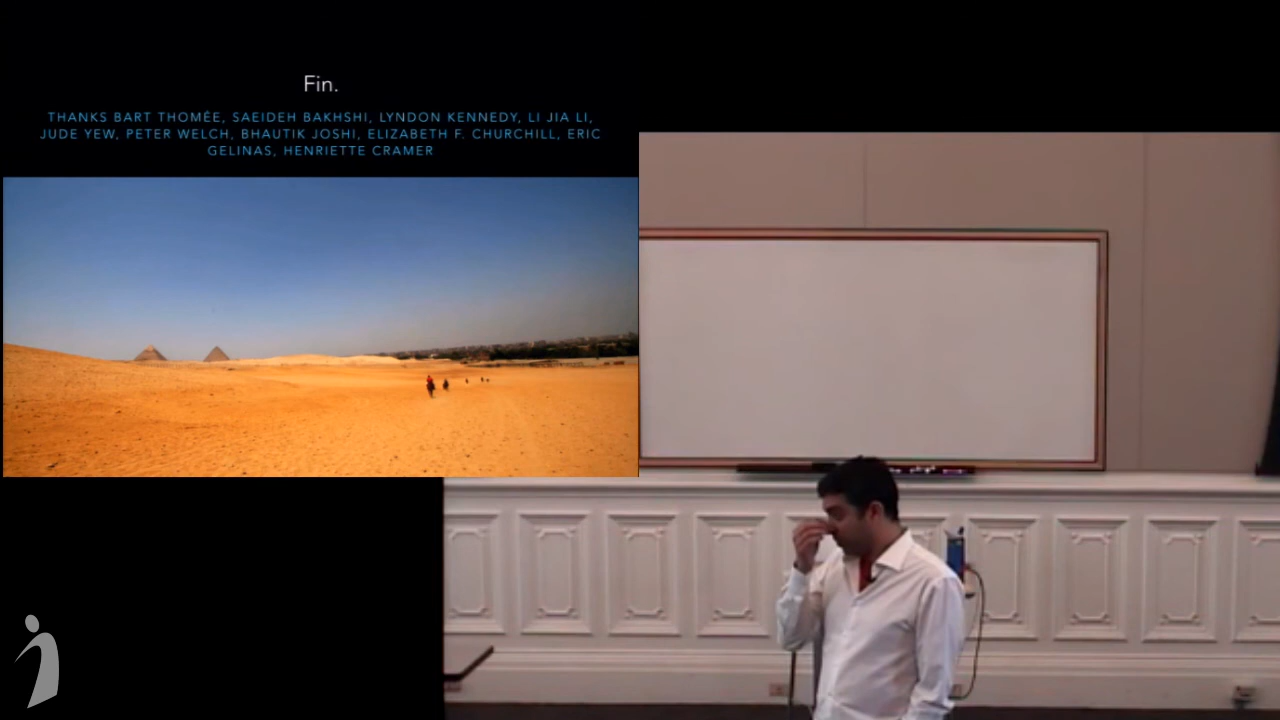 Fin.
THANKS BART THOMÉE, SAEIDEH BAKHSHI, LYNDON KENNEDY, LI JIA LI,
JUDE YEW, PETER WELCH, BHAUTIK JOSHI, ELIZABETH F. CHURCHILL, ERIC
GELINAS, HENRIETTE CRAMER